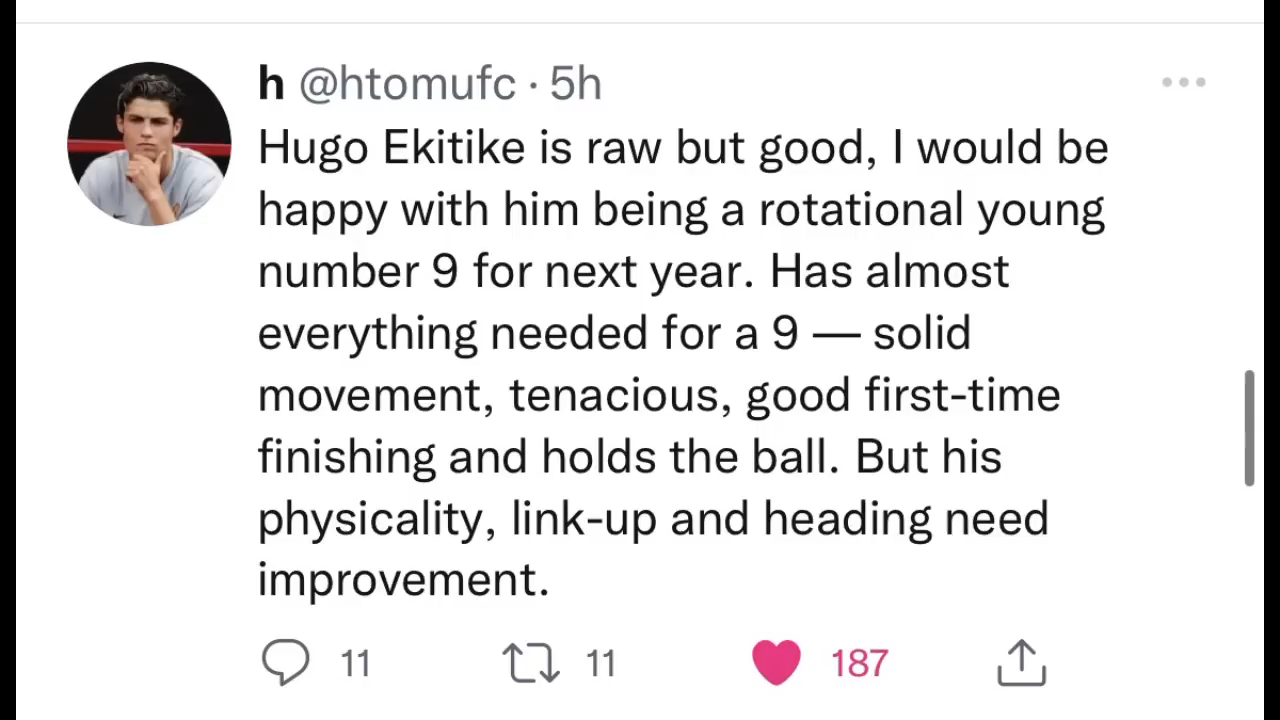 h @htomufc · 5h
Hugo Ekitike is raw but good, I would be
happy with him being a rotational young
number 9 for next year. Has almost
everything needed for a 9 — solid
movement, tenacious, good first-time
finishing and holds the ball. But his
physicality, link-up and heading need
improvement.
11 11 187